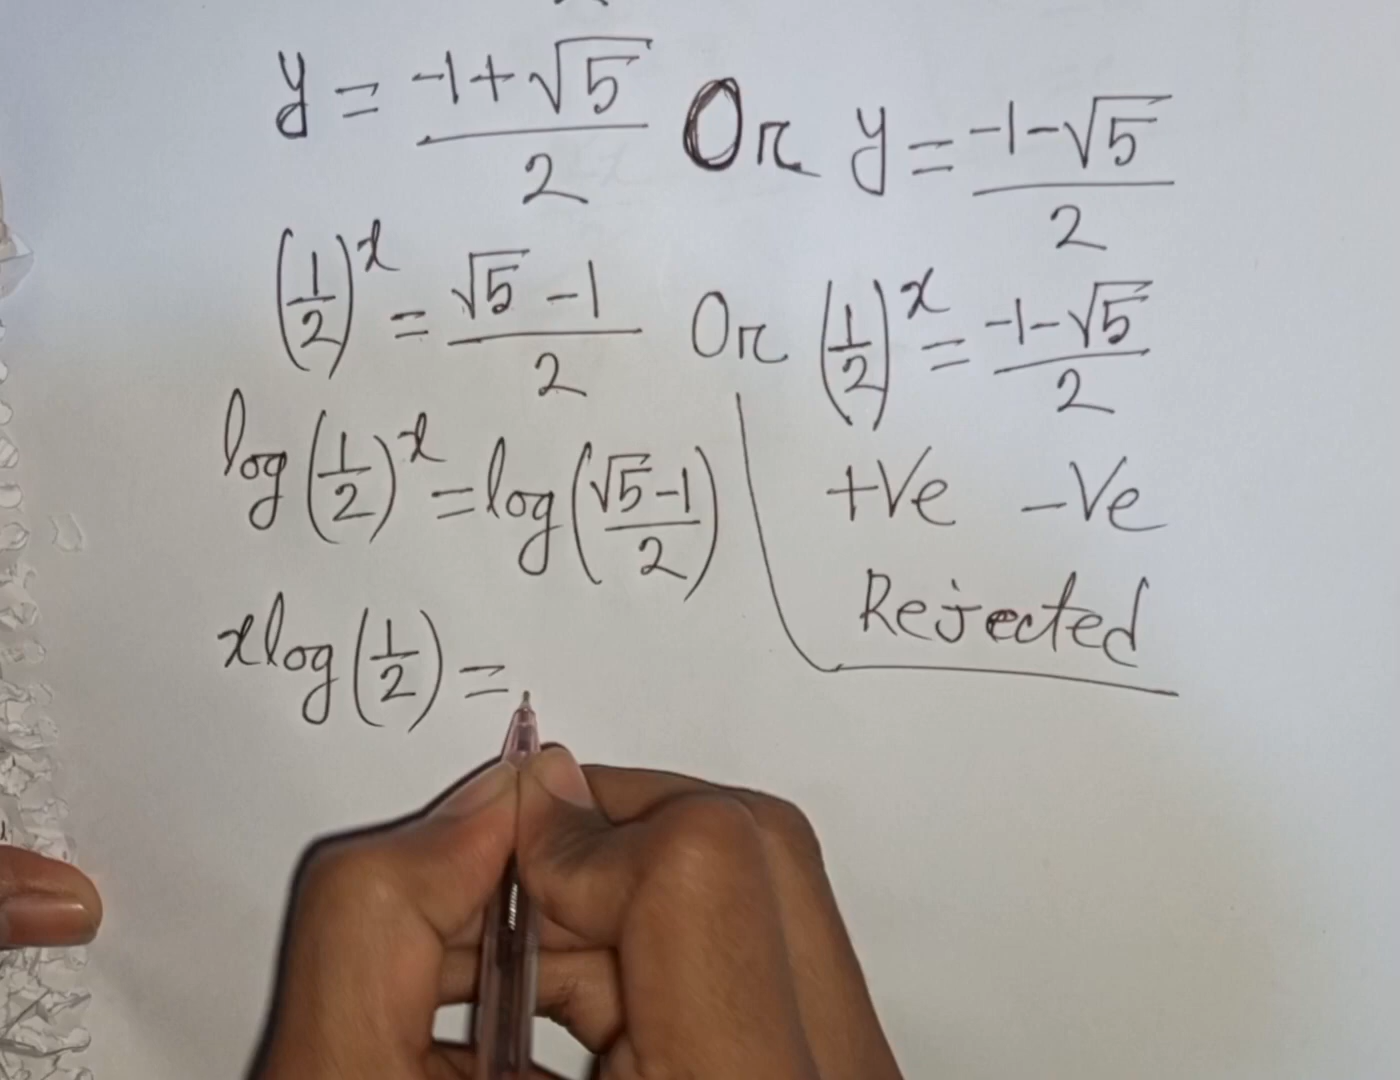 y = (-1+√5)/2 Or y = (-1-√5)/2
(1/2)^x = (√5 -1)/2 Or (1/2)^x = (-1-√5)/2
log(1/2)^x = log((√5-1)/2) +Ve -Ve
Rejected
xlog(1/2) =